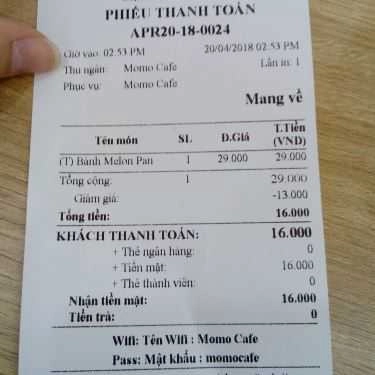 PHIẾU THANH TOÁN
APR20-18-0024
Giờ vào: 02:53 PM 20/04/2018 02:53 PM
Thu ngân: Momo Cafe Lần in: 1
Phục vụ: Momo Cafe
Mang về
Tên món SL Đ.Giá T.Tiền (VND)
(T) Bánh Melon Pan 1 29.000 29.000
Tổng cộng: 1 29.000
Giảm giá: -13.000
Tổng tiền: 16.000
KHÁCH THANH TOÁN: 16.000
+ Thẻ ngân hàng: 0
+ Tiền mặt: 16.000
+ Thẻ thành viên: 0
Nhận tiền mặt: 16.000
Tiền trả: 0
Wifi: Tên Wifi : Momo Cafe
Pass: Mật khẩu : momocafe